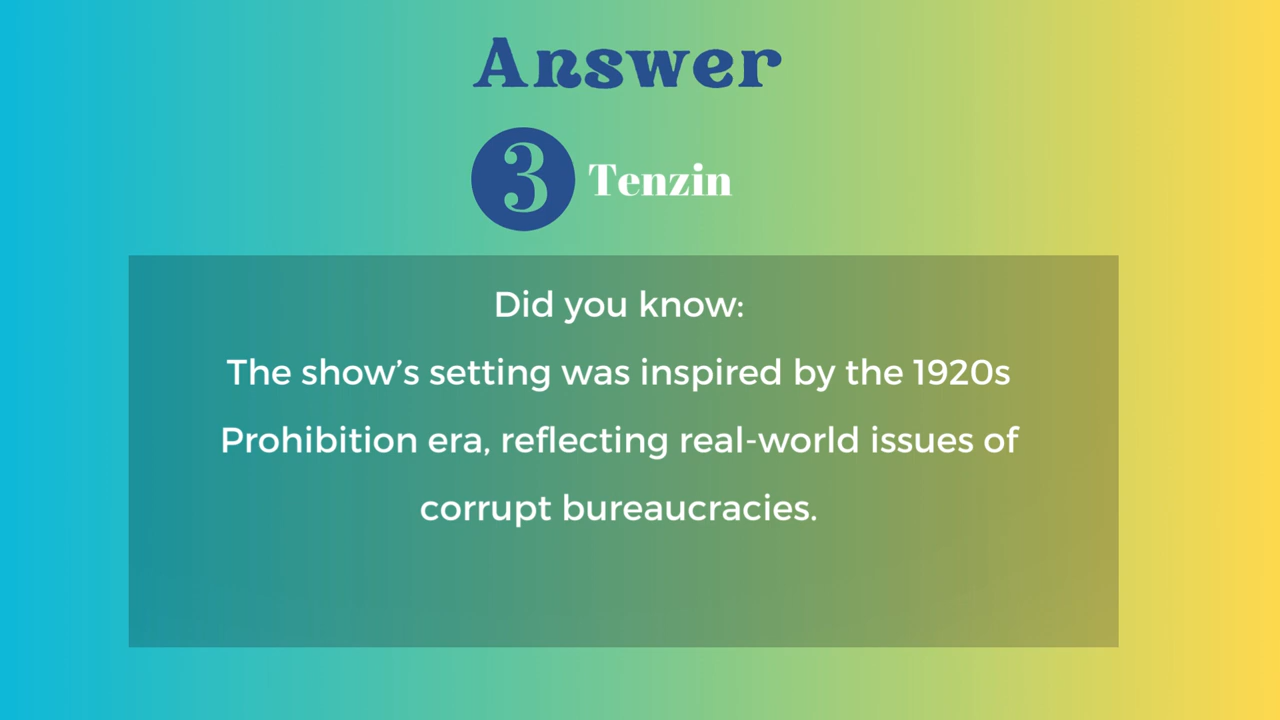 Answer
3 Tenzin
Did you know:
The show’s setting was inspired by the 1920s
Prohibition era, reflecting real-world issues of
corrupt bureaucracies.